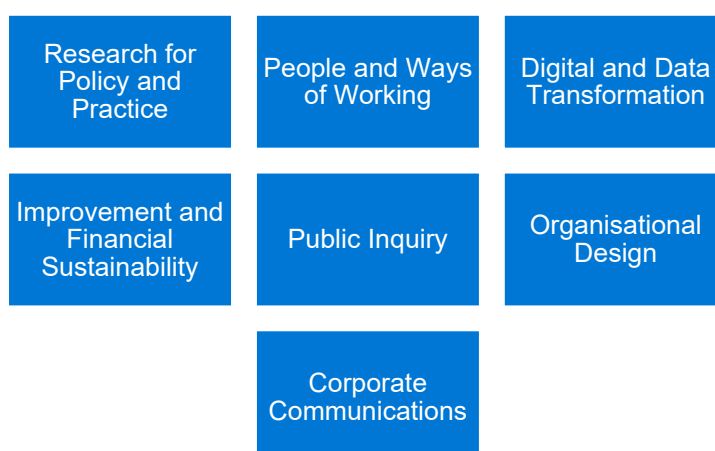 Research for
Policy and
Practice
People and Ways
of Working
Digital and Data
Transformation
Improvement and
Financial
Sustainability
Public Inquiry
Organisational
Design
Corporate
Communications